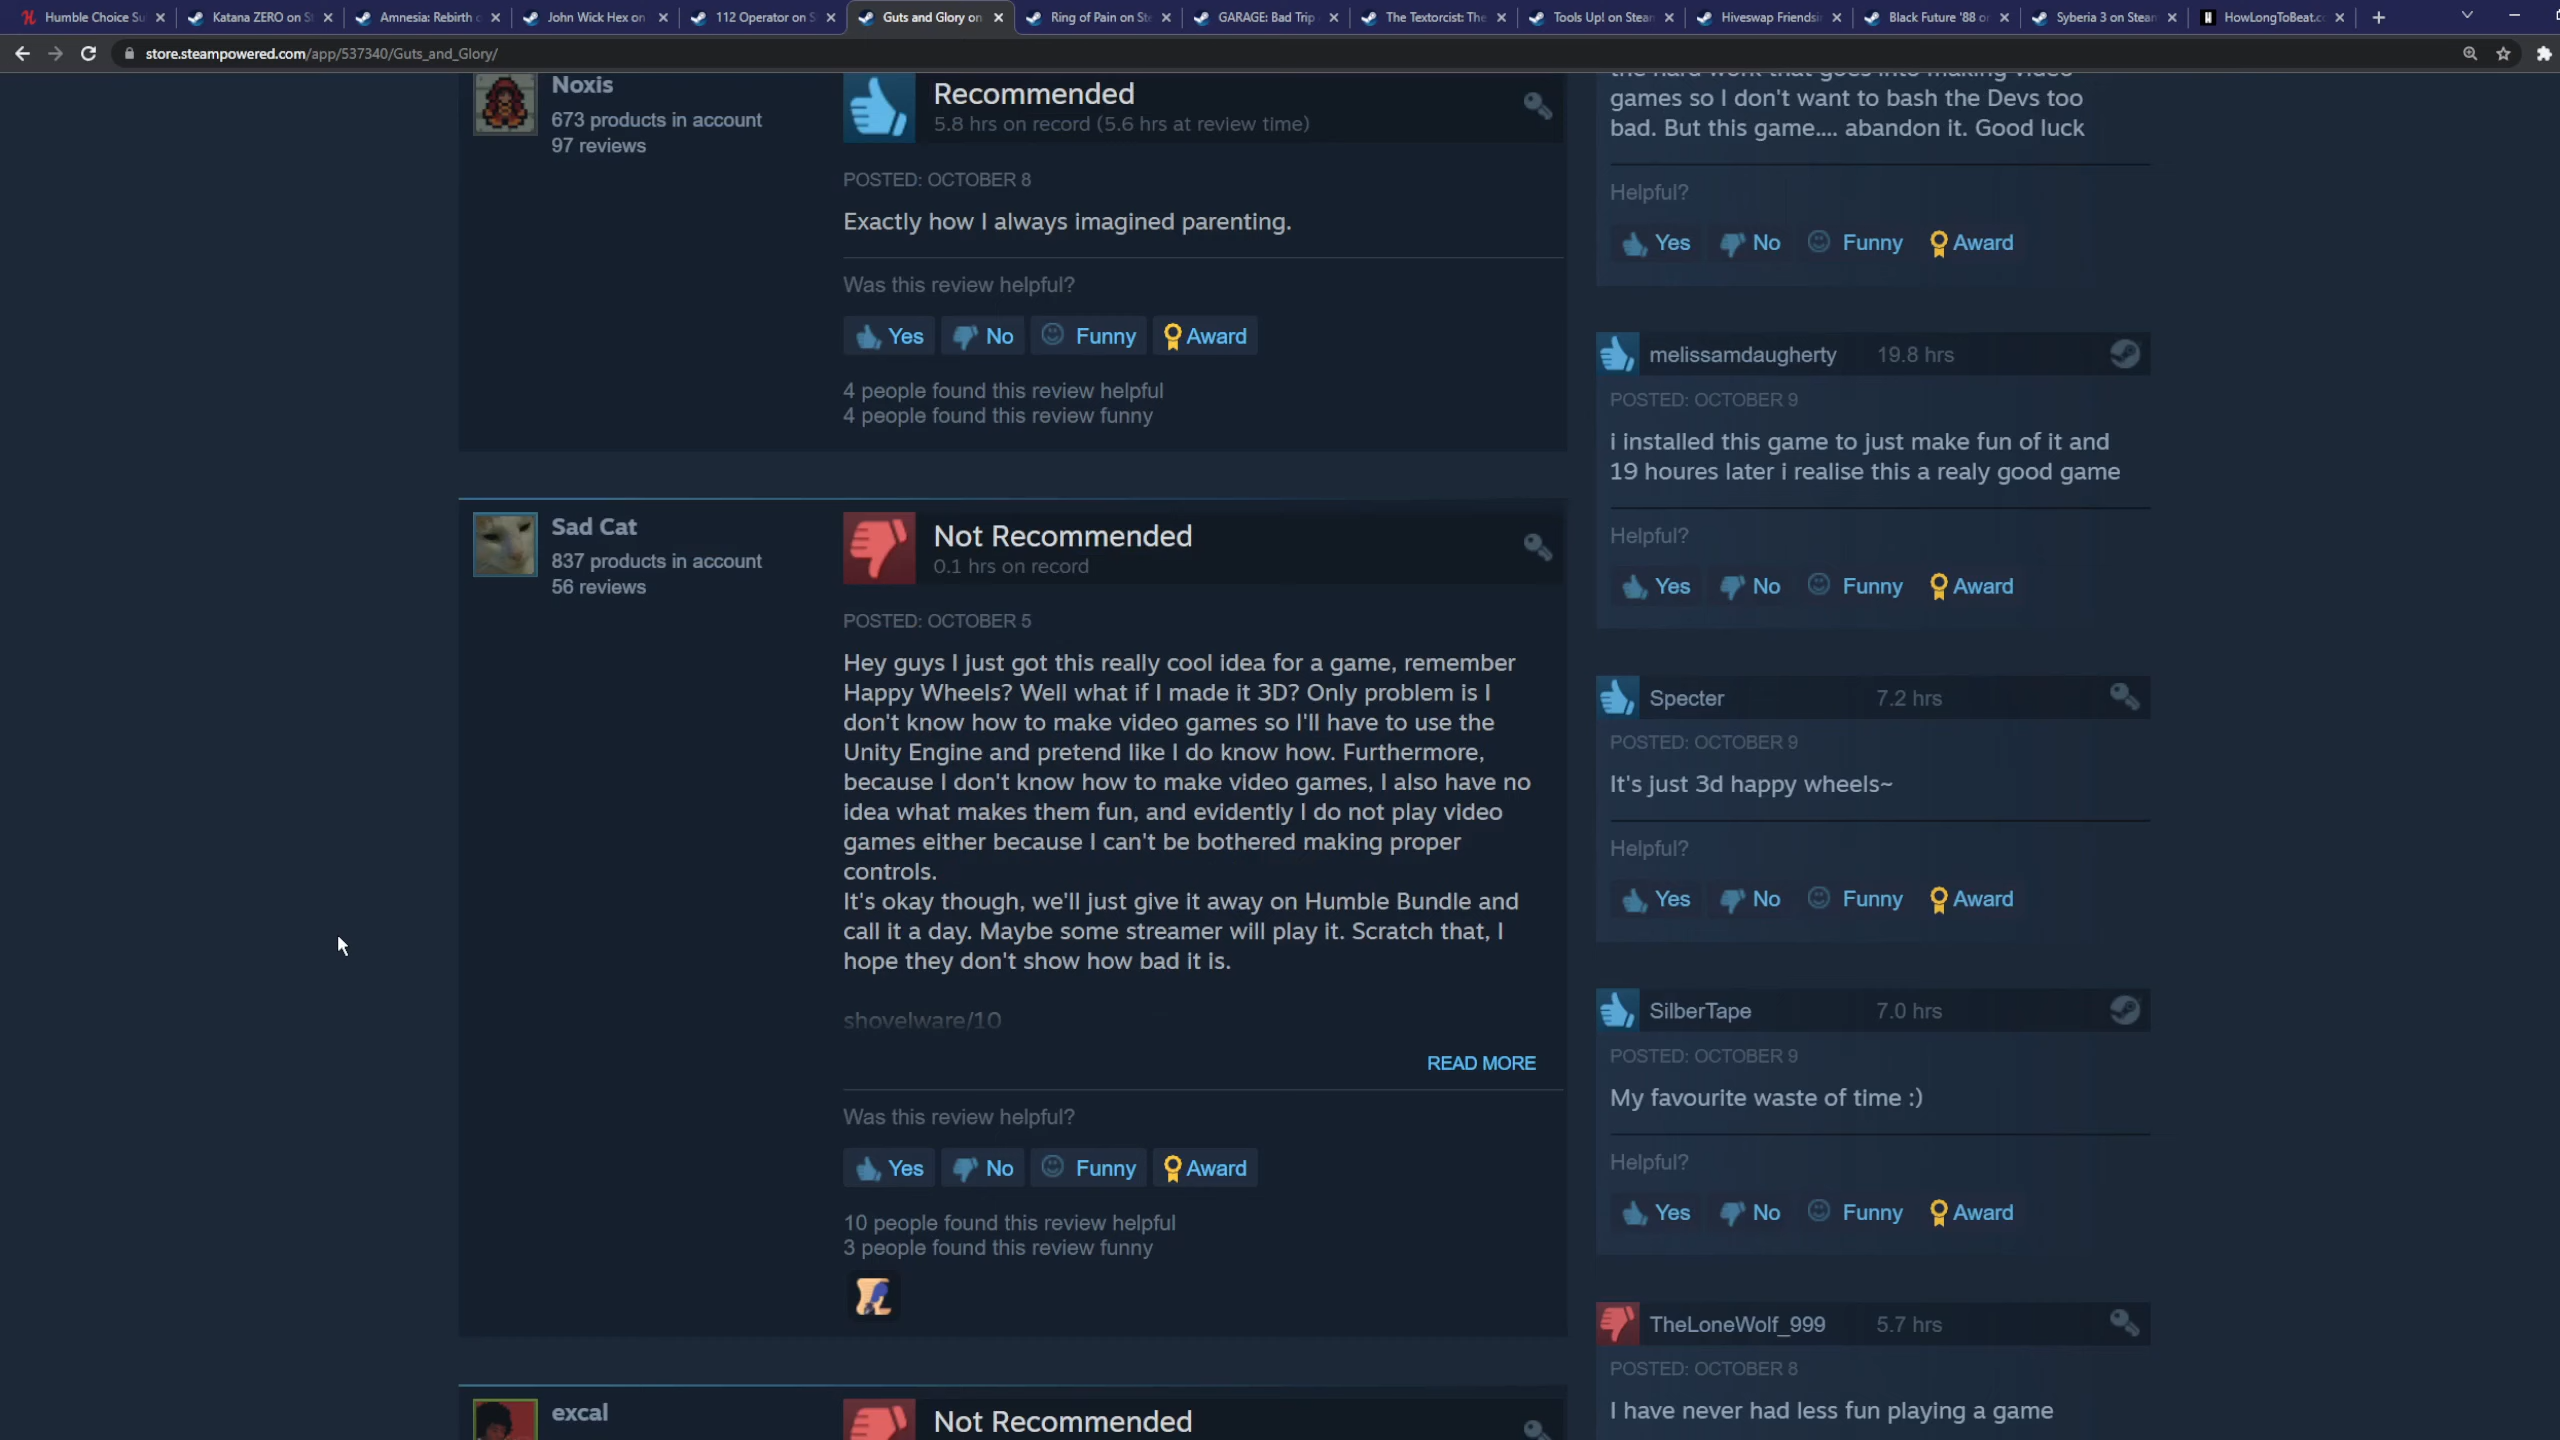 Humble Choice Su
Katana ZERO on St
Amnesia: Rebirth o
John Wick Hex on
112 Operator on S
Guts and Glory on
Ring of Pain on Ste
GARAGE: Bad Trip
The Textorcist: The
Tools Up! on Steam
Hiveswap Friendsi
Black Future '88 o
Syberia 3 on Steam
HowLongToBeat.c
store.steampowered.com/app/537340/Guts_and_Glory/
Noxis
673 products in account
97 reviews
Recommended
5.8 hrs on record (5.6 hrs at review time)
POSTED: OCTOBER 8
Exactly how I always imagined parenting.
Was this review helpful?
Yes No Funny Award
4 people found this review helpful
4 people found this review funny
Sad Cat
837 products in account
56 reviews
Not Recommended
0.1 hrs on record
POSTED: OCTOBER 5
Hey guys I just got this really cool idea for a game, remember
Happy Wheels? Well what if I made it 3D? Only problem is I
don't know how to make video games so I'll have to use the
Unity Engine and pretend like I do know how. Furthermore,
because I don't know how to make video games, I also have no
idea what makes them fun, and evidently I do not play video
games either because I can't be bothered making proper
controls.
It's okay though, we'll just give it away on Humble Bundle and
call it a day. Maybe some streamer will play it. Scratch that, I
hope they don't show how bad it is.
shovelware/10
READ MORE
Was this review helpful?
Yes No Funny Award
10 people found this review helpful
3 people found this review funny
excal
Not Recommended
the hard work that goes into making video
games so I don't want to bash the Devs too
bad. But this game.... abandon it. Good luck
Helpful?
Yes No Funny Award
melissamdaugherty 19.8 hrs
POSTED: OCTOBER 9
i installed this game to just make fun of it and
19 houres later i realise this a realy good game
Helpful?
Yes No Funny Award
Specter 7.2 hrs
POSTED: OCTOBER 9
It's just 3d happy wheels~
Helpful?
Yes No Funny Award
SilberTape 7.0 hrs
POSTED: OCTOBER 9
My favourite waste of time :)
Helpful?
Yes No Funny Award
TheLoneWolf_999 5.7 hrs
POSTED: OCTOBER 8
I have never had less fun playing a game